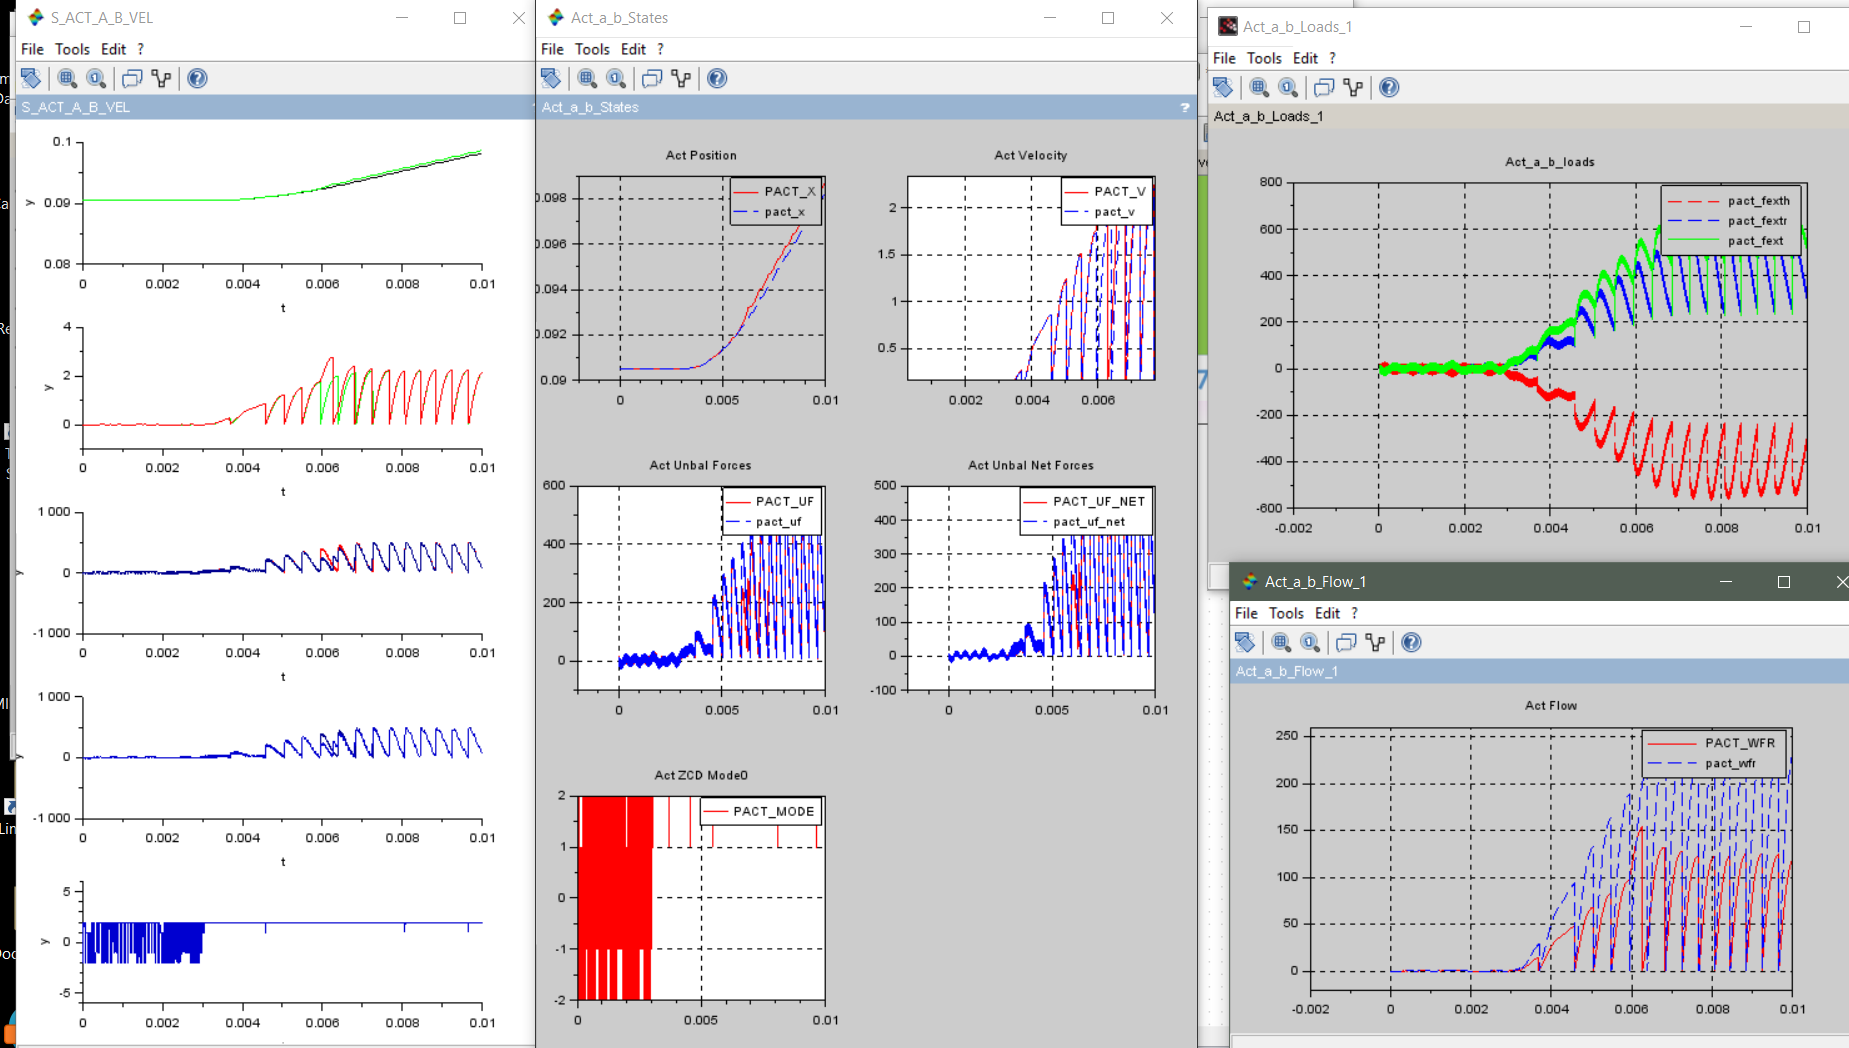 S_ACT_A_B_VEL
File Tools Edit ?
S_ACT_A_B_VEL
0.1
y 0.09
0.08
0 0.002 0.004 0.006 0.008 0.01
t
4
y 2
0
0 0.002 0.004 0.006 0.008 0.01
t
1 000
y 0
-1 000
0 0.002 0.004 0.006 0.008 0.01
t
1 000
y 0
-1 000
0 0.002 0.004 0.006 0.008 0.01
t
5
y 0
-5
0 0.002 0.004 0.006 0.008 0.01
Act_a_b_States
File Tools Edit ?
Act_a_b_States ?
Act Position
PACT_X
pact_x
0.098
0.096
0.094
0.092
0.09
0 0.005 0.01
Act Velocity
PACT_V
pact_v
2
1.5
1
0.5
0.002 0.004 0.006
Act Unbal Forces
PACT_UF
pact_uf
600
400
200
0
0 0.005 0.01
Act Unbal Net Forces
PACT_UF_NET
pact_uf_net
500
400
300
200
100
0
-100
0 0.005 0.01
Act ZCD Mode0
PACT_MODE
2
1
0
-1
-2
0 0.005 0.01
Act_a_b_Loads_1
File Tools Edit ?
Act_a_b_Loads_1
Act_a_b_loads
pact_fexth
pact_fextr
pact_fext
800
600
400
200
0
-200
-400
-600
-0.002 0 0.002 0.004 0.006 0.008 0.01
Act_a_b_Flow_1
File Tools Edit ?
Act_a_b_Flow_1
Act Flow
PACT_WFR
pact_wfr
250
200
150
100
50
0
-0.002 0 0.002 0.004 0.006 0.008 0.01